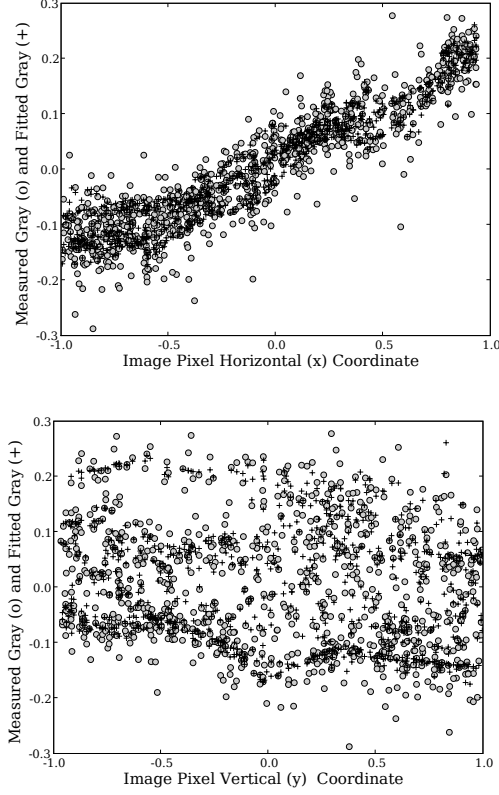 0.3
0.2
0.1
0.0
-0.1
-0.2
-0.3
Measured Gray (o) and Fitted Gray (+)
-1.0 -0.5 0.0 0.5 1.0
Image Pixel Horizontal (x) Coordinate
0.3
0.2
0.1
0.0
-0.1
-0.2
-0.3
Measured Gray (o) and Fitted Gray (+)
-1.0 -0.5 0.0 0.5 1.0
Image Pixel Vertical (y) Coordinate